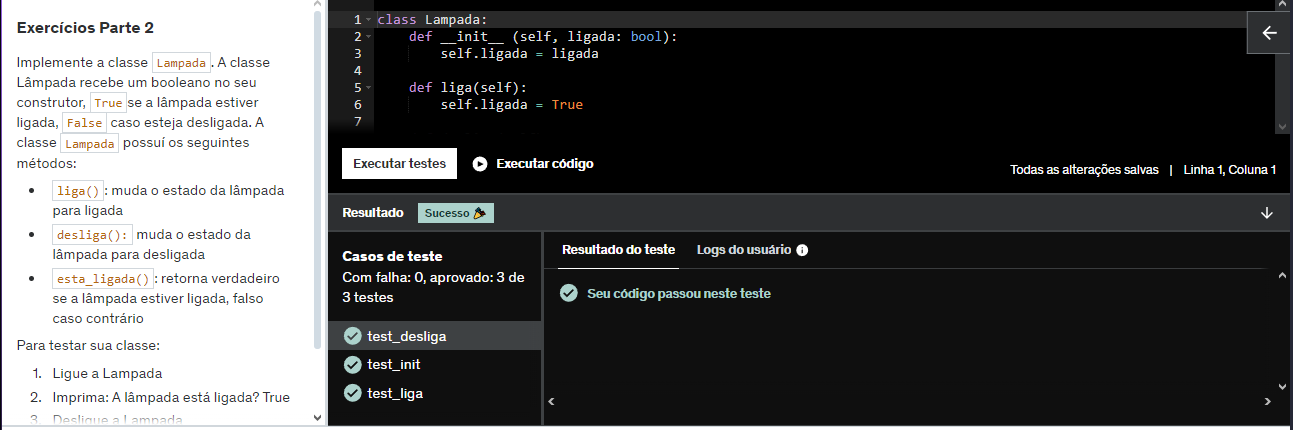 Exercícios Parte 2
Implemente a classe Lampada. A classe
Lâmpada recebe um booleano no seu
construtor, True se a lâmpada estiver
ligada, False caso esteja desligada. A
classe Lampada possuí os seguintes
métodos:
• liga(): muda o estado da lâmpada
para ligada
• desliga(): muda o estado da
lâmpada para desligada
• esta_ligada(): retorna verdadeiro
se a lâmpada estiver ligada, falso
caso contrário
Para testar sua classe:
1. Ligue a Lampada
2. Imprima: A lâmpada está ligada? True
3. Desligue a Lampada
1 class Lampada:
2 def __init__ (self, ligada: bool):
3 self.ligada = ligada
4
5 def liga(self):
6 self.ligada = True
7
Executar testes
Executar código
Todas as alterações salvas | Linha 1, Coluna 1
Resultado
Sucesso
Casos de teste
Com falha: 0, aprovado: 3 de
3 testes
test_desliga
test_init
test_liga
Resultado do teste
Logs do usuário
Seu código passou neste teste